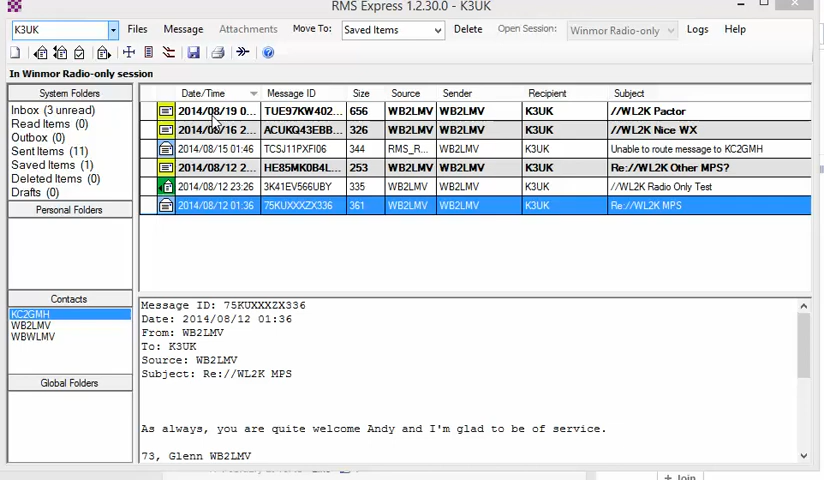 RMS Express 1.2.30.0 - K3UK
K3UK Files Message Attachments Move To: Saved Items Delete Open Session: Winmor Radio-only Logs Help
In Winmor Radio-only session
System Folders
Inbox (3 unread)
Read Items (0)
Outbox (0)
Sent Items (11)
Saved Items (1)
Deleted Items (0)
Drafts (0)
Personal Folders
Contacts
KC2GMH
WB2LMV
WBWLMV
Global Folders
Date/Time Message ID Size Source Sender Recipient Subject
2014/08/19 0... TUE97KW402... 656 WB2LMV WB2LMV K3UK //WL2K Pactor
2014/08/16 2... ACUKQ43EBB... 326 WB2LMV WB2LMV K3UK //WL2K Nice WX
2014/08/15 01:46 TCSJ11PXFI06 344 RMS_R... WB2LMV K3UK Unable to route message to KC2GMH
2014/08/12 2... HE85MK0B4L... 253 WB2LMV WB2LMV K3UK Re://WL2K Other MPS?
2014/08/12 23:26 3K41EV566UBY 335 WB2LMV WB2LMV K3UK //WL2K Radio Only Test
2014/08/12 01:36 75KUXXXZX336 361 WB2LMV WB2LMV K3UK Re://WL2K MPS
Message ID: 75KUXXXZX336
Date: 2014/08/12 01:36
From: WB2LMV
To: K3UK
Source: WB2LMV
Subject: Re://WL2K MPS
As always, you are quite welcome Andy and I'm glad to be of service.
73, Glenn WB2LMV
Join